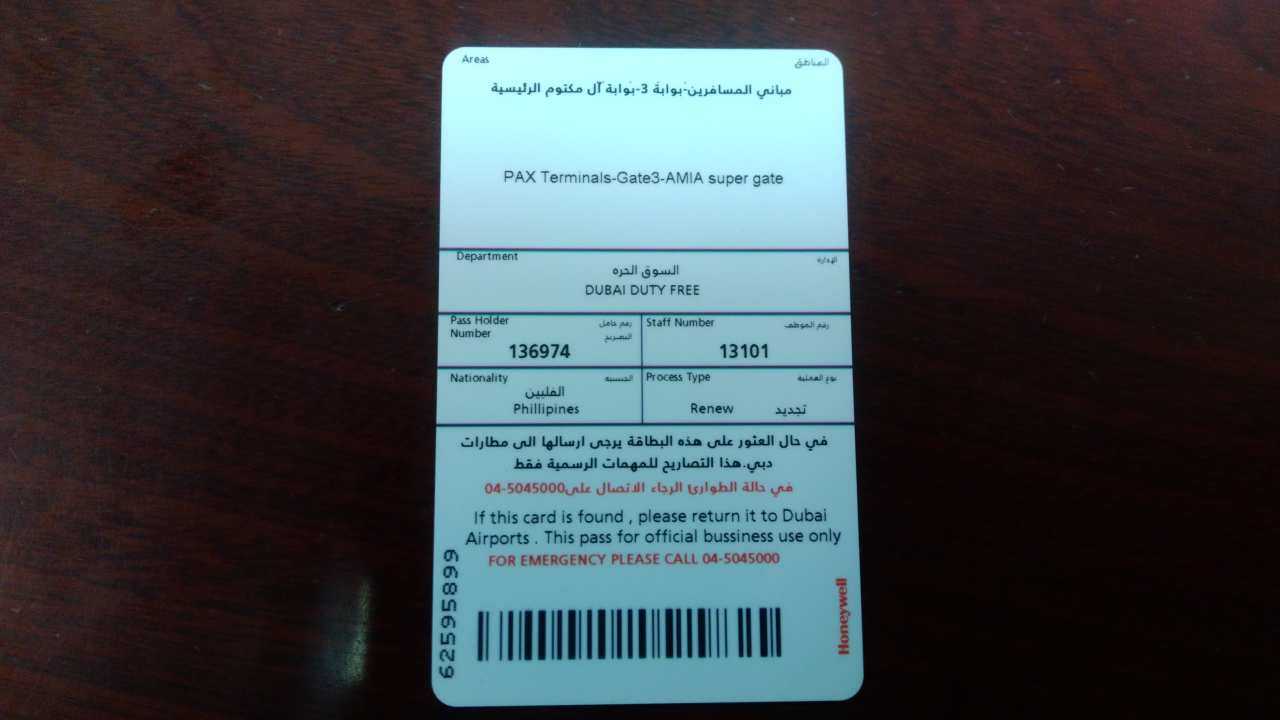 Areas المناطق
مباني المسافرين-بوابة 3-بوابة آل مكتوم الرئيسية
PAX Terminals-Gate3-AMIA super gate
Department الإدارة
السوق الحره
DUBAI DUTY FREE
Pass Holder Number رقم حامل التصريح
136974
Staff Number رقم الموظف
13101
Nationality الجنسيه
الفلبين
Phillipines
Process Type نوع العملية
Renew تجديد
في حال العثور على هذه البطاقة يرجى ارسالها الى مطارات
دبي.هذا التصاريح للمهمات الرسمية فقط
في حالة الطوارئ الرجاء الاتصال على04-5045000
If this card is found , please return it to Dubai
Airports . This pass for official bussiness use only
FOR EMERGENCY PLEASE CALL 04-5045000
62595899
Honeywell